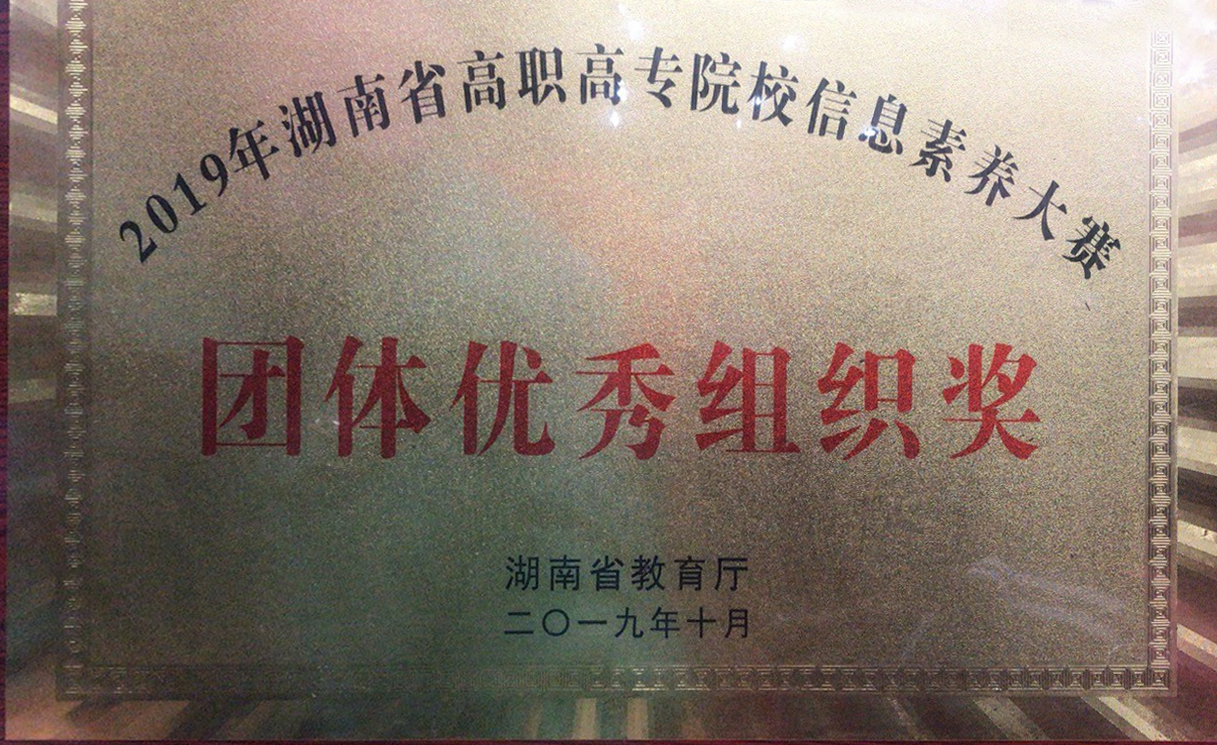 2019年湖南省高职高专院校信息素养大赛
团体优秀组织奖
湖南省教育厅
二〇一九年十月